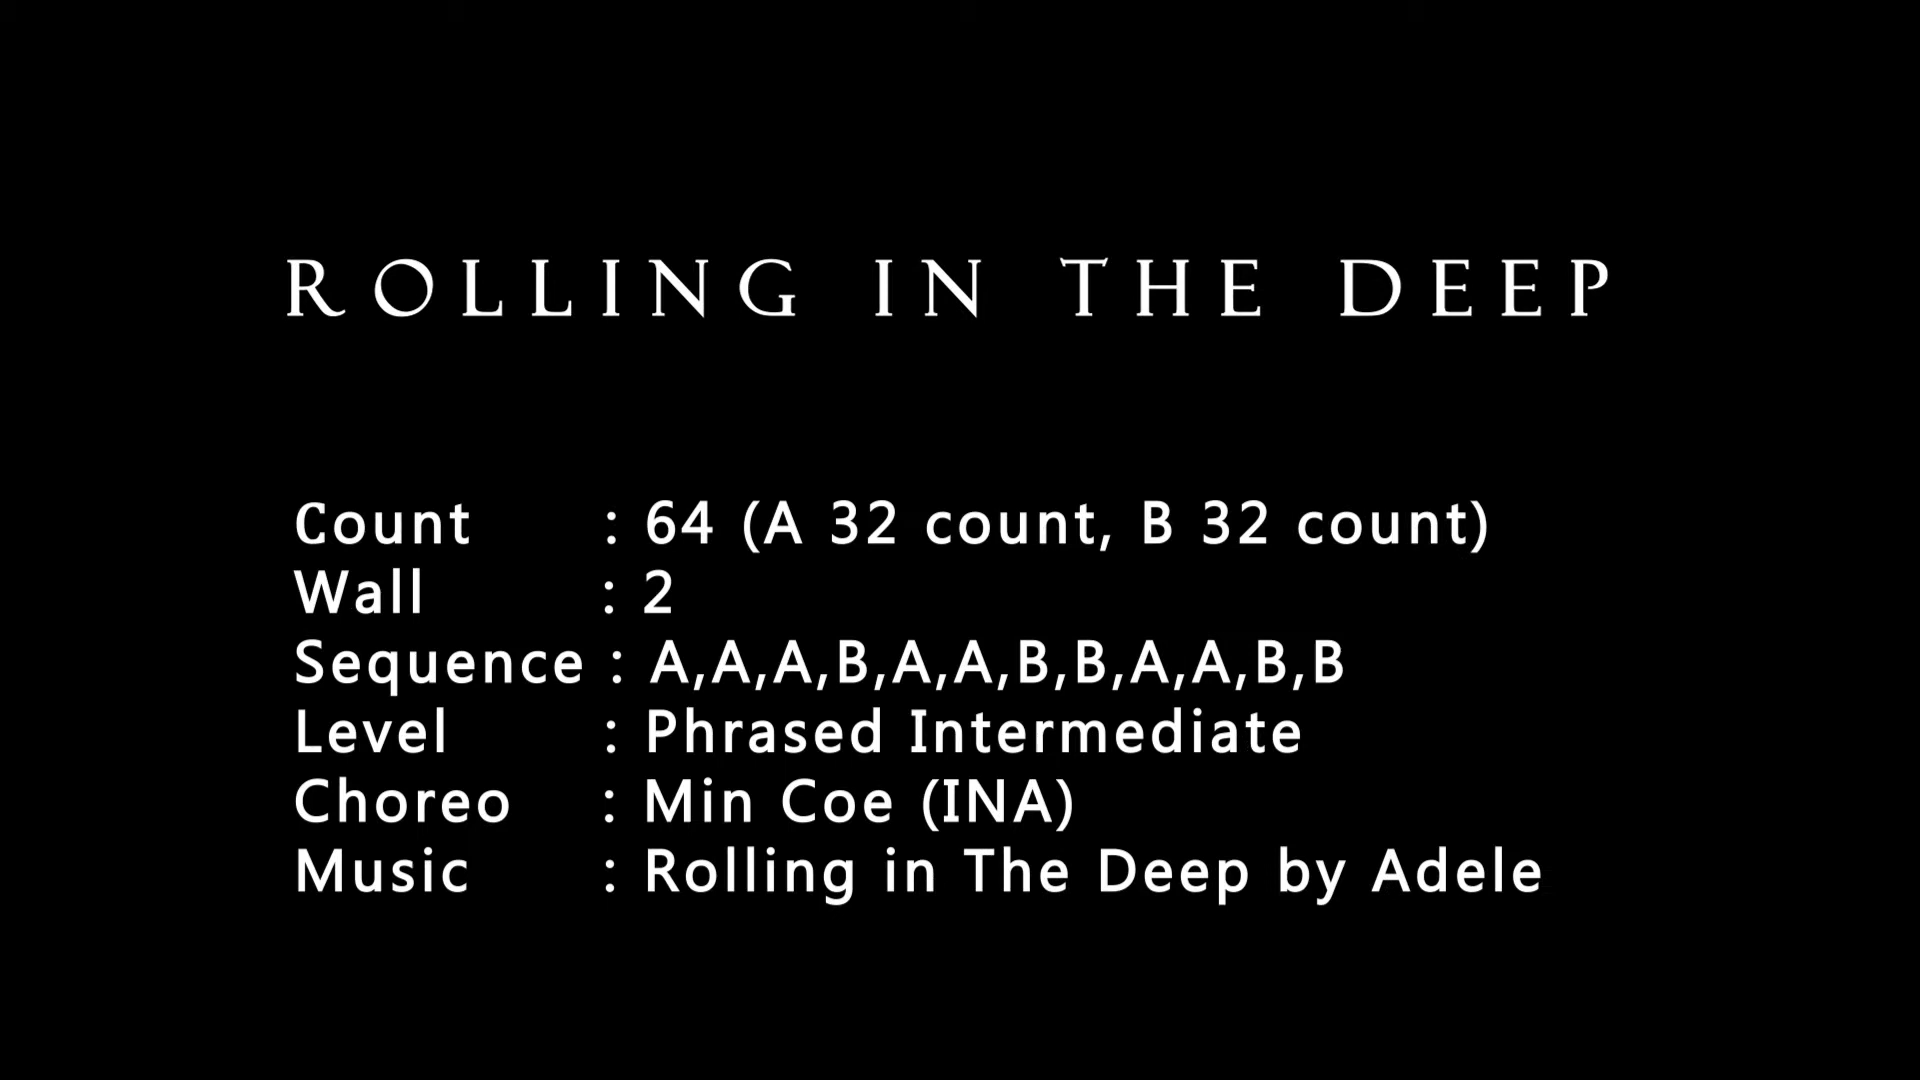 ROLLING IN THE DEEP
Count : 64 (A 32 count, B 32 count)
Wall : 2
Sequence : A,A,A,B,A,A,B,B,A,A,B,B
Level : Phrased Intermediate
Choreo : Min Coe (INA)
Music : Rolling in The Deep by Adele